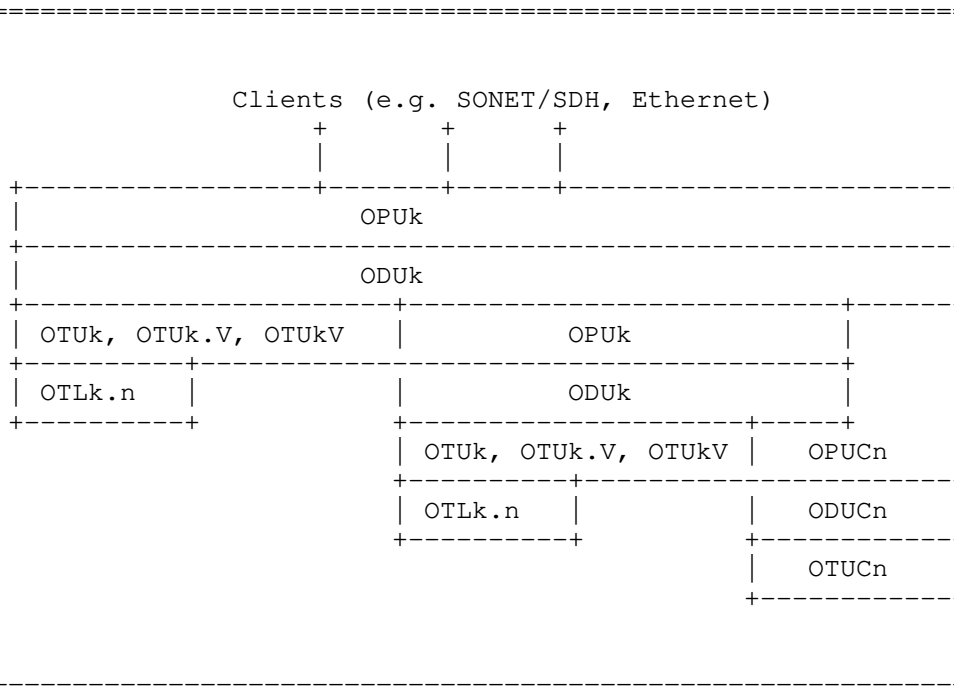 Clients (e.g. SONET/SDH, Ethernet)
OPUk
ODUk
OTUk, OTUk.V, OTUkV OPUk
OTLk.n ODUk
OTUk, OTUk.V, OTUkV OPUCn
OTLk.n ODUCn
OTUCn